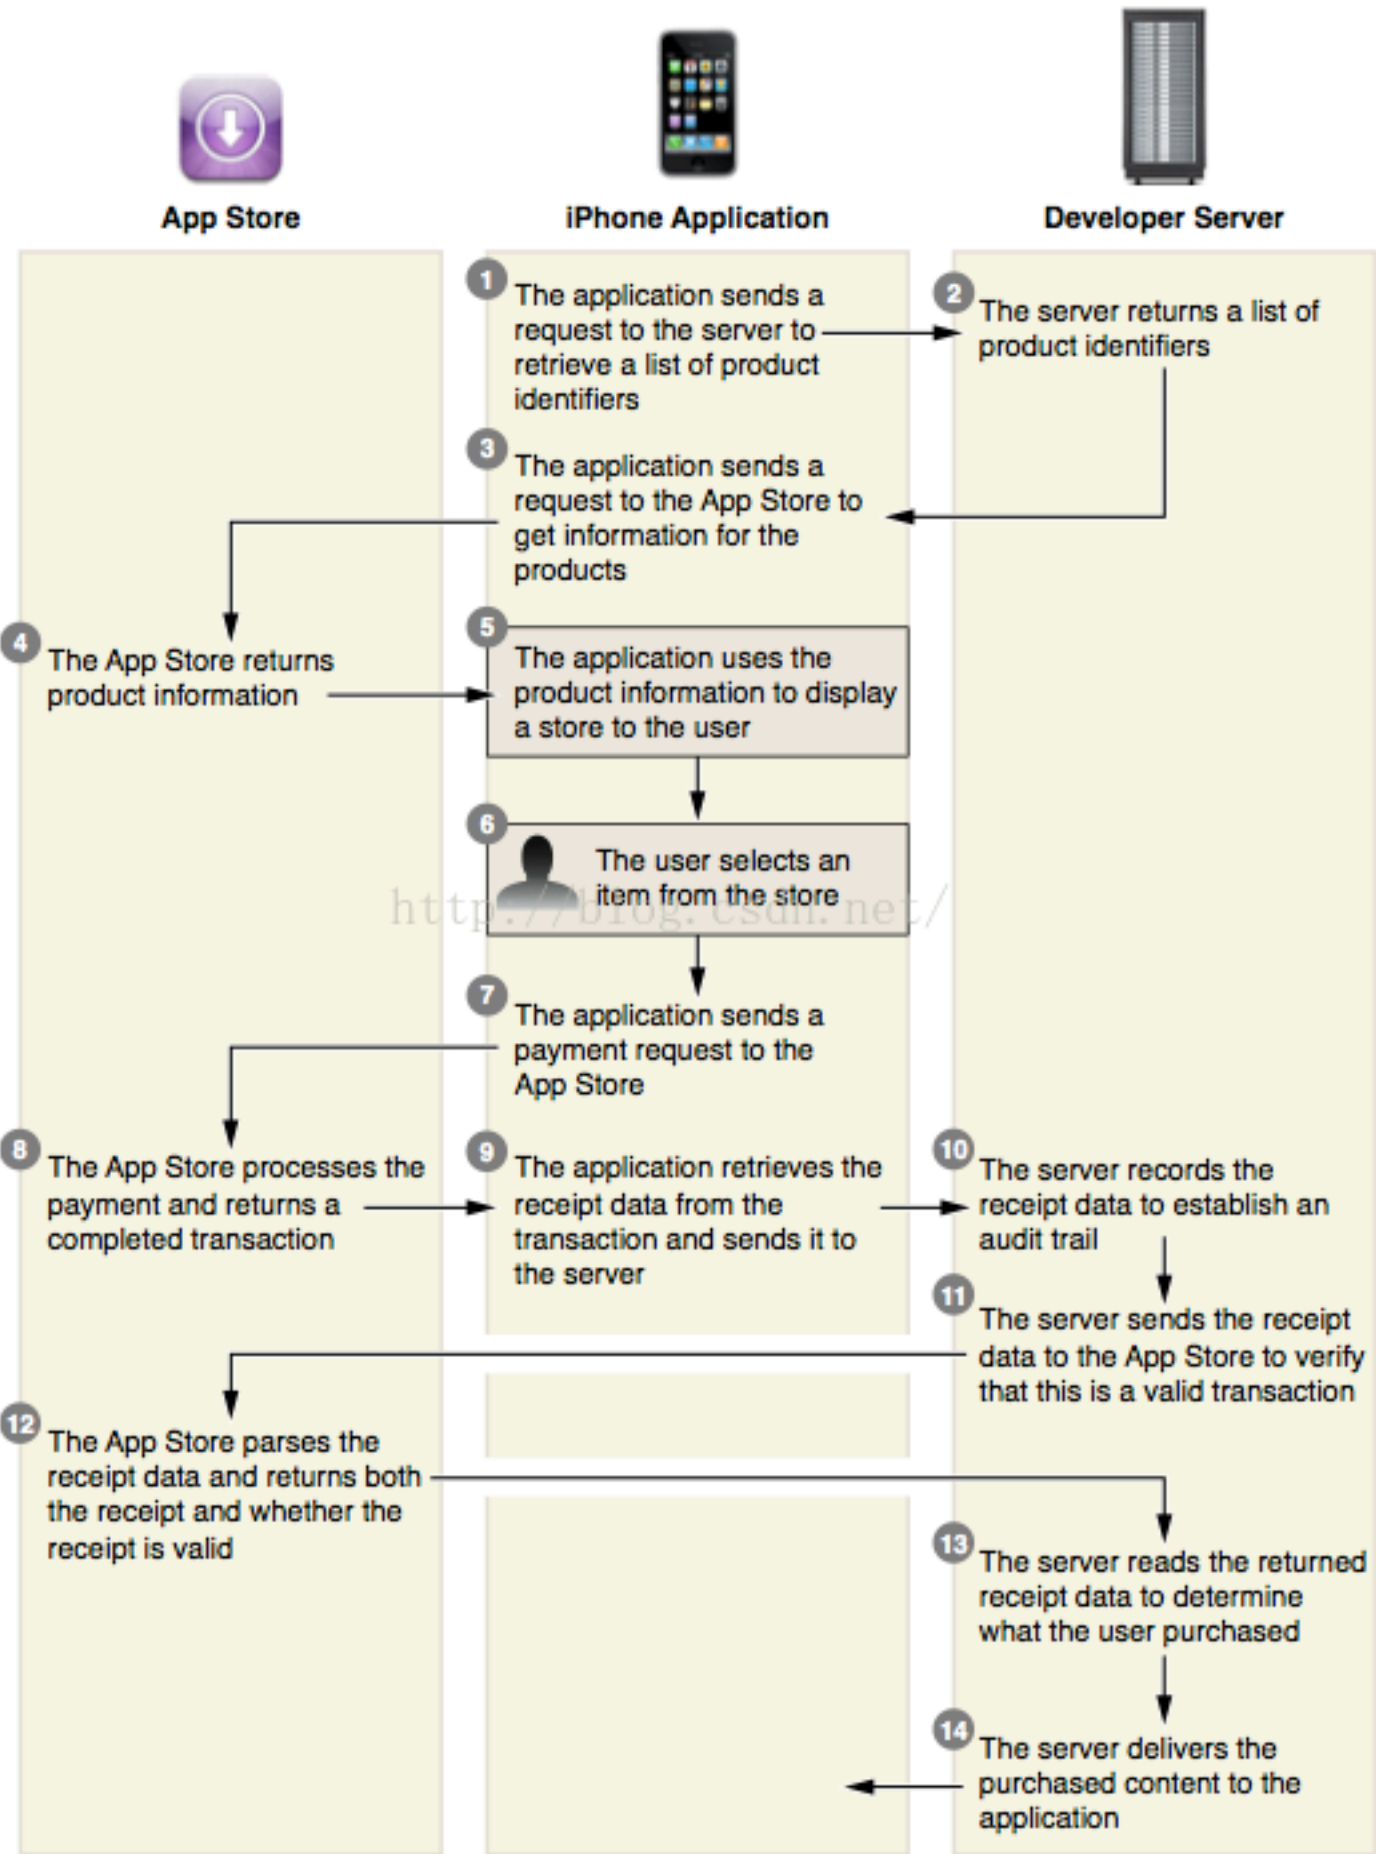 App Store
iPhone Application
Developer Server
1
The application sends a
request to the server to
retrieve a list of product
identifiers
2
The server returns a list of
product identifiers
3
The application sends a
request to the App Store to
get information for the
products
4
The App Store returns
product information
5
The application uses the
product information to display
a store to the user
6
The user selects an
item from the store
http://blog.csdn.net/
7
The application sends a
payment request to the
App Store
8
The App Store processes the
payment and returns a
completed transaction
9
The application retrieves the
receipt data from the
transaction and sends it to
the server
10
The server records the
receipt data to establish an
audit trail
11
The server sends the receipt
data to the App Store to verify
that this is a valid transaction
12
The App Store parses the
receipt data and returns both
the receipt and whether the
receipt is valid
13
The server reads the returned
receipt data to determine
what the user purchased
14
The server delivers the
purchased content to the
application